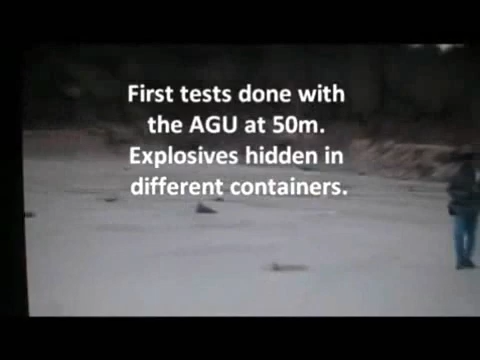 First tests done with
the AGU at 50m.
Explosives hidden in
different containers.